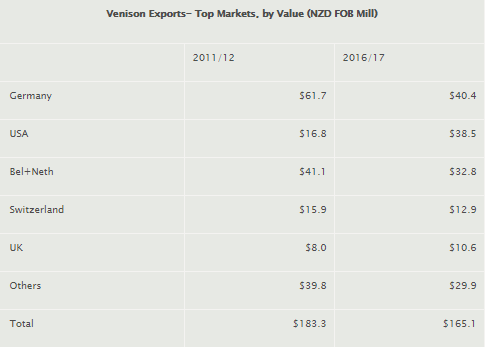 Venison Exports– Top Markets, by Value (NZD FOB Mill)
2011/12 2016/17
Germany $61.7 $40.4
USA $16.8 $38.5
Bel+Neth $41.1 $32.8
Switzerland $15.9 $12.9
UK $8.0 $10.6
Others $39.8 $29.9
Total $183.3 $165.1